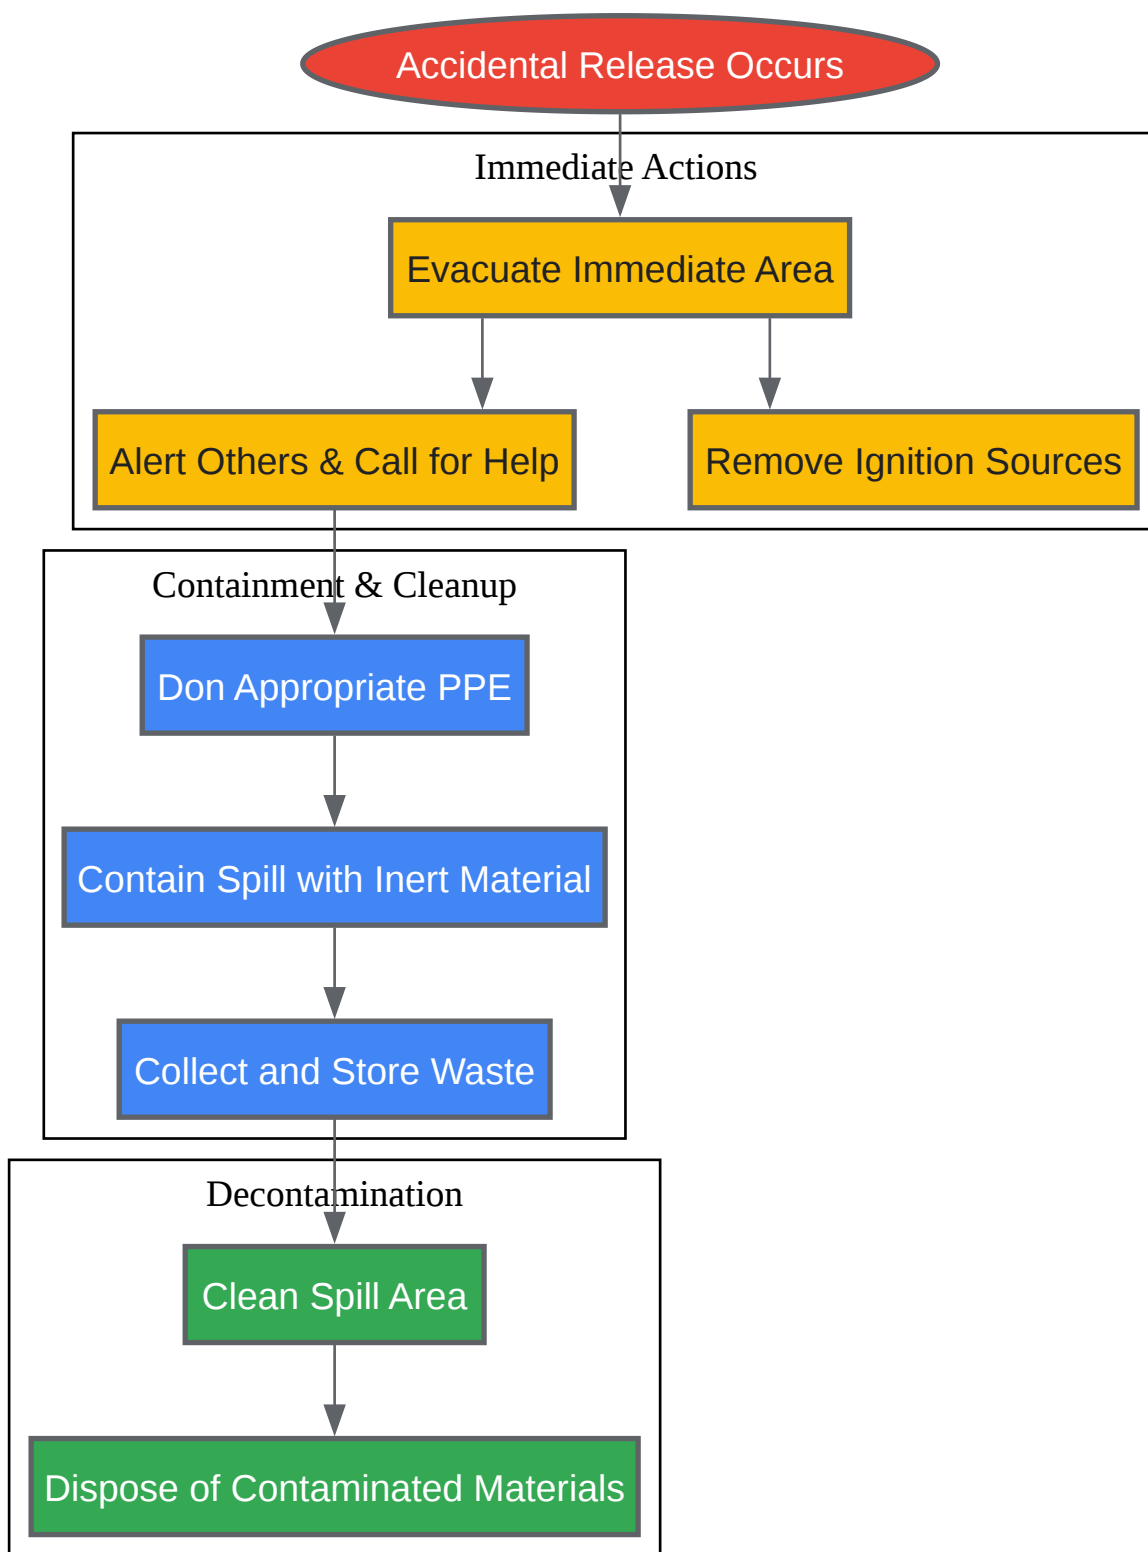 Accidental Release Occurs
Immediate Actions
Evacuate Immediate Area
Alert Others & Call for Help
Remove Ignition Sources
Containment & Cleanup
Don Appropriate PPE
Contain Spill with Inert Material
Collect and Store Waste
Decontamination
Clean Spill Area
Dispose of Contaminated Materials